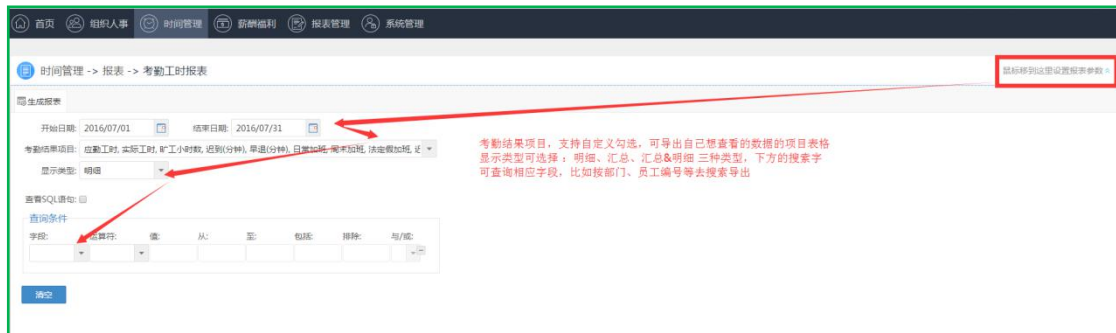 首页 组织人事 时间管理 薪酬福利 报表管理 系统管理
时间管理 -> 报表 -> 考勤工时报表
鼠标移到这里设置报表参数
生成报表
开始日期: 2016/07/01 结束日期: 2016/07/31
考勤结果项目: 应勤工时, 实际工时, 旷工小时数, 迟到(分钟), 早退(分钟), 日常加班, 周末加班, 法定假加班, 迟
考勤结果项目，支持自定义勾选，可导出自己想查看的数据的项目表格
显示类型可选择 ：明细、汇总、汇总&明细 三种类型，下方的搜索字
可查询相应字段，比如按部门、员工编号等去搜索导出
显示类型: 明细
查看SQL语句:
查询条件
字段: 运算符: 值: 从: 至: 包括: 排除: 与/或:
清空